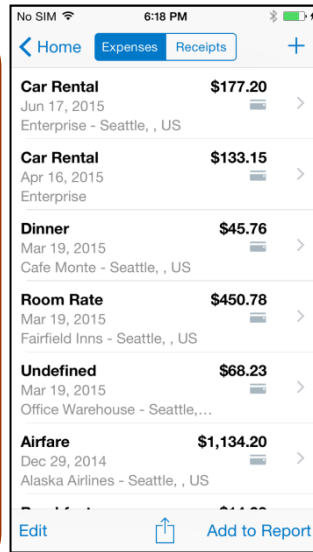 No SIM 6:18 PM
Home Expenses Receipts +
Car Rental $177.20
Jun 17, 2015
Enterprise - Seattle, , US
Car Rental $133.15
Apr 16, 2015
Enterprise
Dinner $45.76
Mar 19, 2015
Cafe Monte - Seattle, , US
Room Rate $450.78
Mar 19, 2015
Fairfield Inns - Seattle, , US
Undefined $68.23
Mar 19, 2015
Office Warehouse - Seattle,...
Airfare $1,134.20
Dec 29, 2014
Alaska Airlines - Seattle, , US
Edit Add to Report